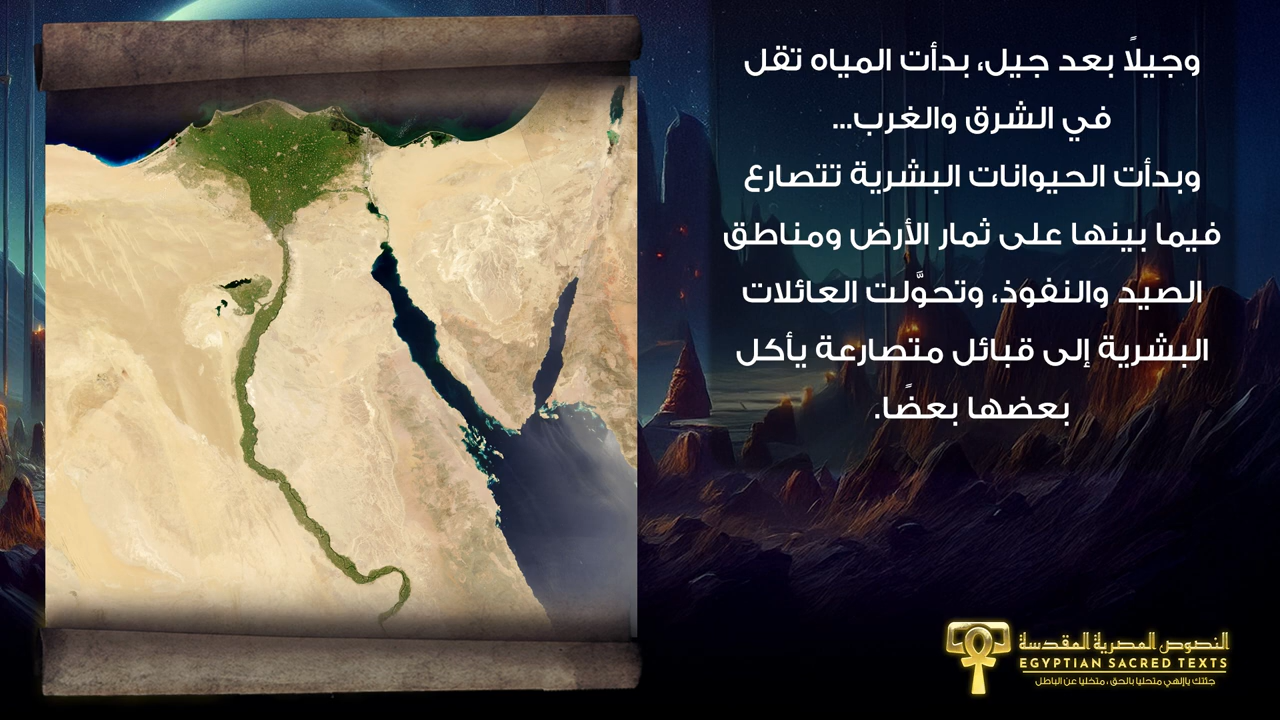 وجيلًا بعد جيل، بدأت المياه تقل
في الشرق والغرب...
وبدأت الحيوانات البشرية تتصارع
فيما بينها على ثمار الأرض ومناطق
الصيد والنفوذ، وتحوَّلت العائلات
البشرية إلى قبائل متصارعة يأكل
بعضها بعضًا.
النصوص المصرية المقدسة
EGYPTIAN SACRED TEXTS
جئتك ياإلهي متحليا بالحق ، متخليا عن الباطل